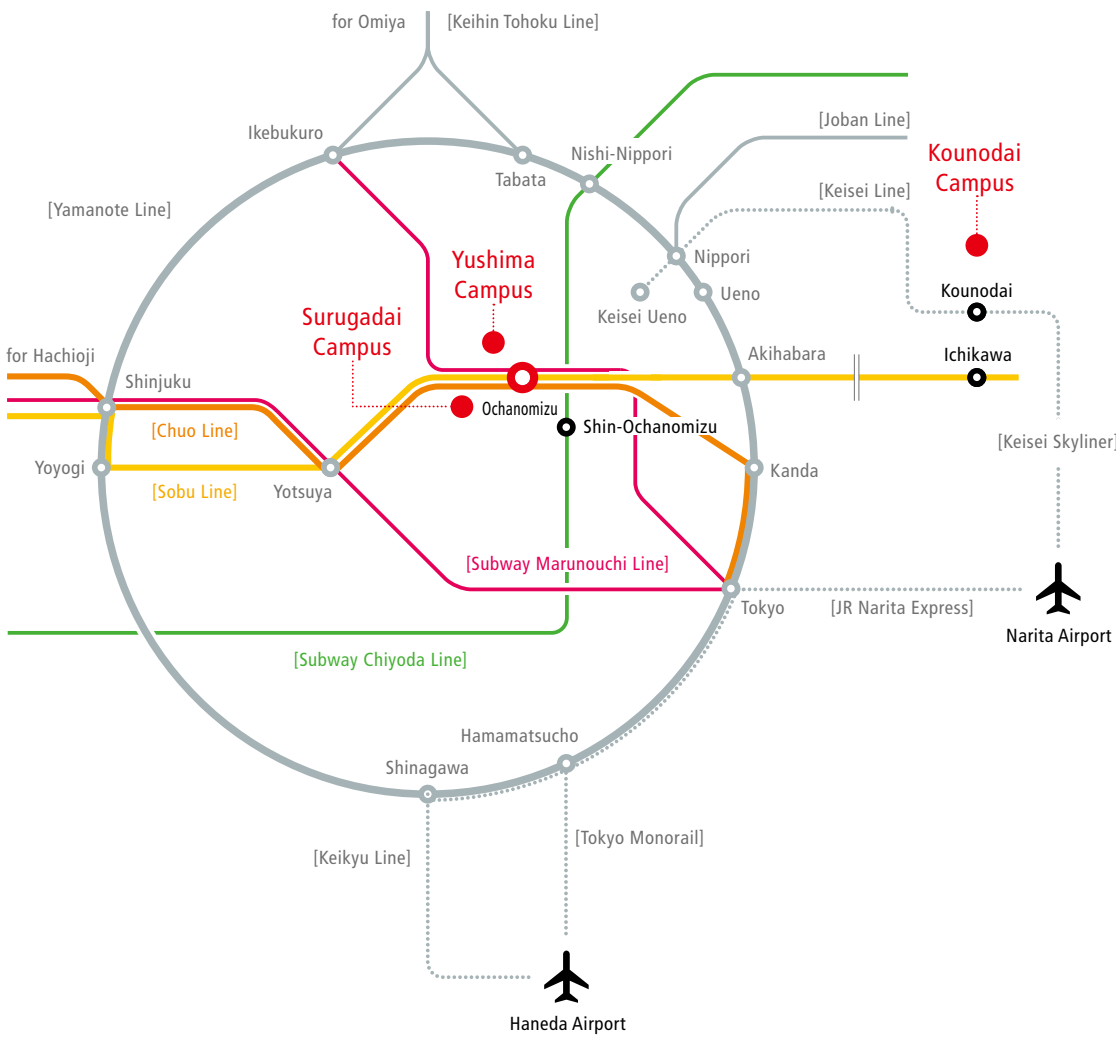 for Omiya
[Keihin Tohoku Line]
Ikebukuro
Tabata
Nishi-Nippori
[Joban Line]
Kounodai
Campus
[Keisei Line]
[Yamanote Line]
Nippori
Yushima
Campus
Ueno
Keisei Ueno
Kounodai
Surugadai
Campus
for Hachioji
Shinjuku
Akihabara
Ichikawa
Ochanomizu
Shin-Ochanomizu
[Chuo Line]
[Keisei Skyliner]
Yoyogi
[Sobu Line]
Yotsuya
Kanda
[Subway Marunouchi Line]
Tokyo
[JR Narita Express]
Narita Airport
[Subway Chiyoda Line]
Hamamatsucho
Shinagawa
[Tokyo Monorail]
[Keikyu Line]
Haneda Airport